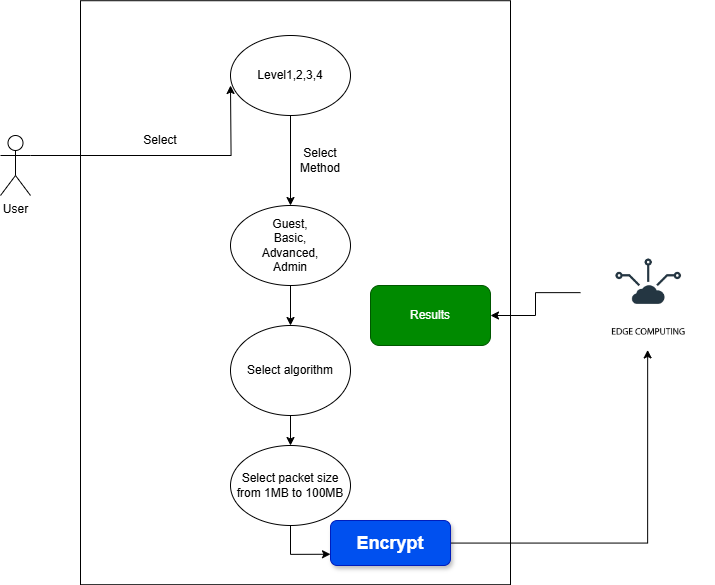 Level1,2,3,4
Select
Select
Method
User
Guest,
Basic,
Advanced,
Admin
Results
EDGE COMPUTING
Select algorithm
Select packet size
from 1MB to 100MB
Encrypt